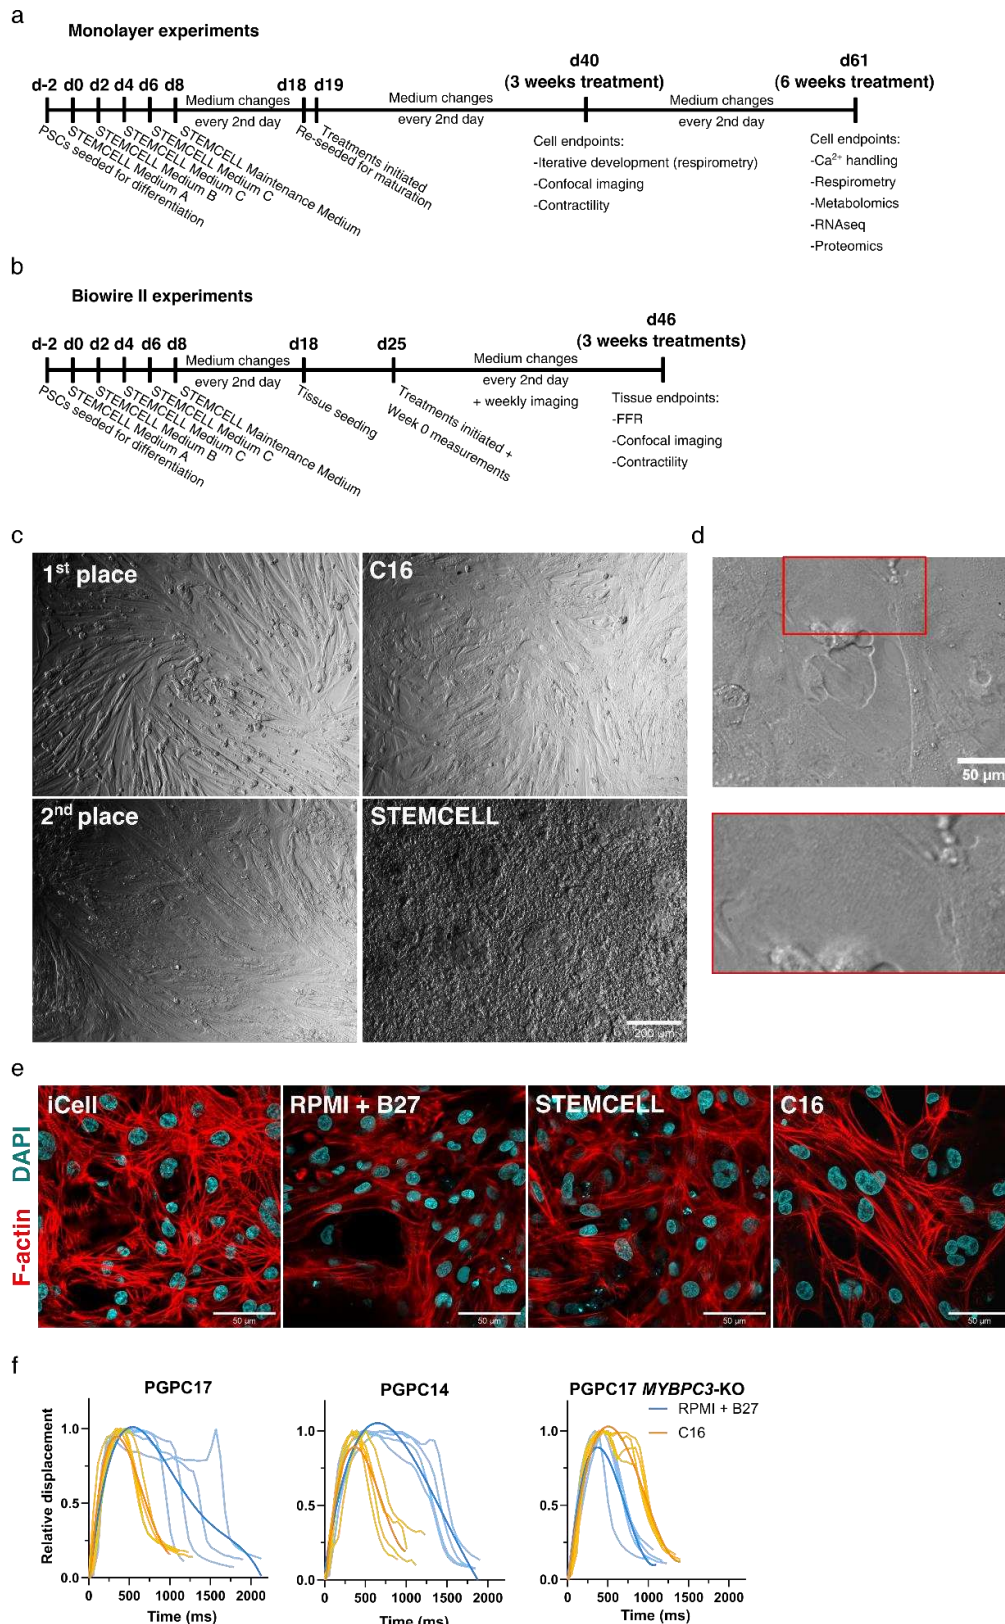 a
Monolayer experiments
d40
(3 weeks treatment)
d61
(6 weeks treatment)
d-2 d0 d2 d4 d6 d8
Medium changes
every 2nd day
d18 d19
Medium changes
every 2nd day
Medium changes
every 2nd day
PSCs seeded for differentiation
STEMCELL Medium A
STEMCELL Medium B
STEMCELL Medium C
STEMCELL Medium C
STEMCELL Maintenance Medium
Re-seeded for maturation
Treatments initiated
Cell endpoints:
-Iterative development (respirometry)
-Confocal imaging
-Contractility
Cell endpoints:
-Ca²⁺ handling
-Respirometry
-Metabolomics
-RNAseq
-Proteomics
b
Biowire II experiments
d46
(3 weeks treatments)
d-2 d0 d2 d4 d6 d8
Medium changes
every 2nd day
d18
d25
Medium changes
every 2nd day
+ weekly imaging
PSCs seeded for differentiation
STEMCELL Medium A
STEMCELL Medium B
STEMCELL Medium C
STEMCELL Medium C
STEMCELL Maintenance Medium
Tissue seeding
Treatments initiated +
Week 0 measurements
Tissue endpoints:
-FFR
-Confocal imaging
-Contractility
c
1st place
C16
2nd place
STEMCELL
200 μm
d
50 μm
e
F-actin DAPI
iCell
RPMI + B27
STEMCELL
C16
50 μm
50 μm
50 μm
50 μm
f
PGPC17
PGPC14
PGPC17 MYBPC3-KO
RPMI + B27
C16
Relative displacement
1.0
0.5
0.0
0 500 1000 1500 2000
Time (ms)
1.0
0.5
0.0
0 500 1000 1500 2000
Time (ms)
1.0
0.5
0.0
0 500 1000 1500 2000
Time (ms)